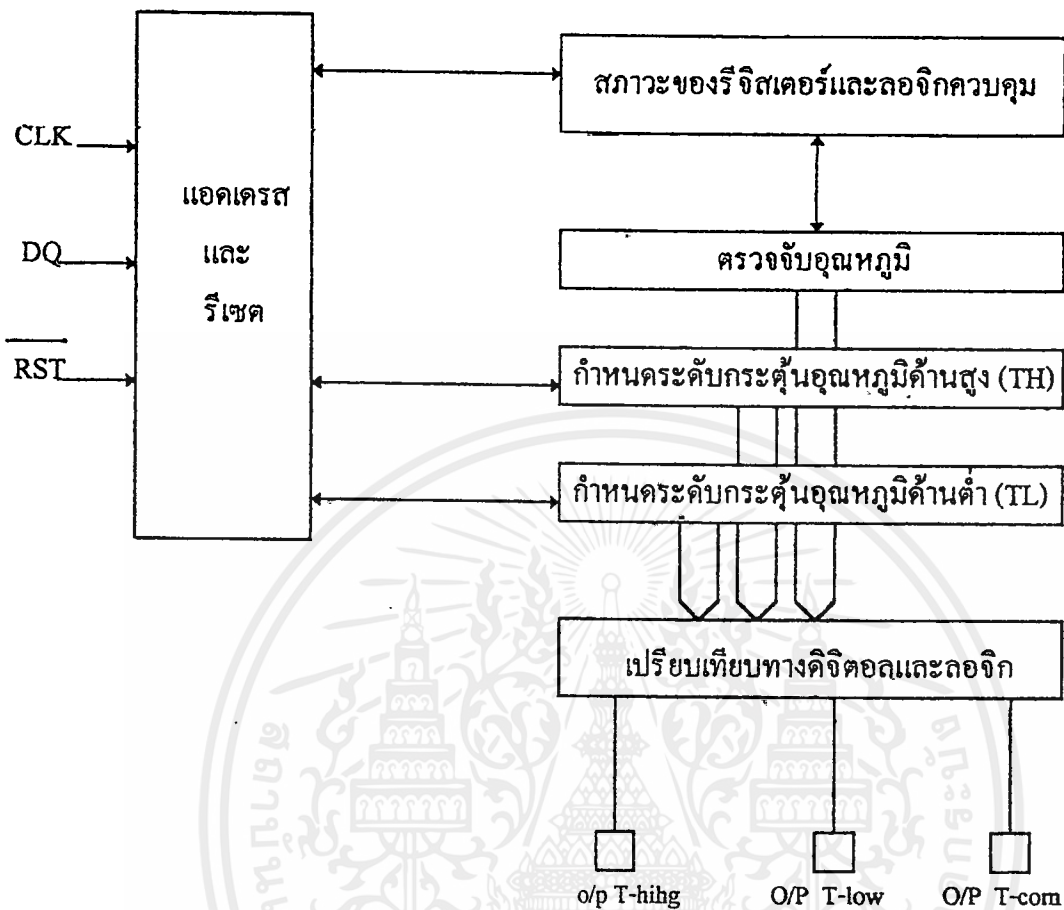 สภาวะของรีจิสเตอร์และลอจิกควบคุม
CLK
แอดเดรส
และ
รีเซต
DQ
ตรวจจับอุณหภูมิ
RST
กำหนดระดับกระตุ้นอุณหภูมิด้านสูง (TH)
กำหนดระดับกระตุ้นอุณหภูมิด้านต่ำ (TL)
เปรียบเทียบทางดิจิตอลและลอจิก
o/p T-hihg
O/P T-low
O/P T-com